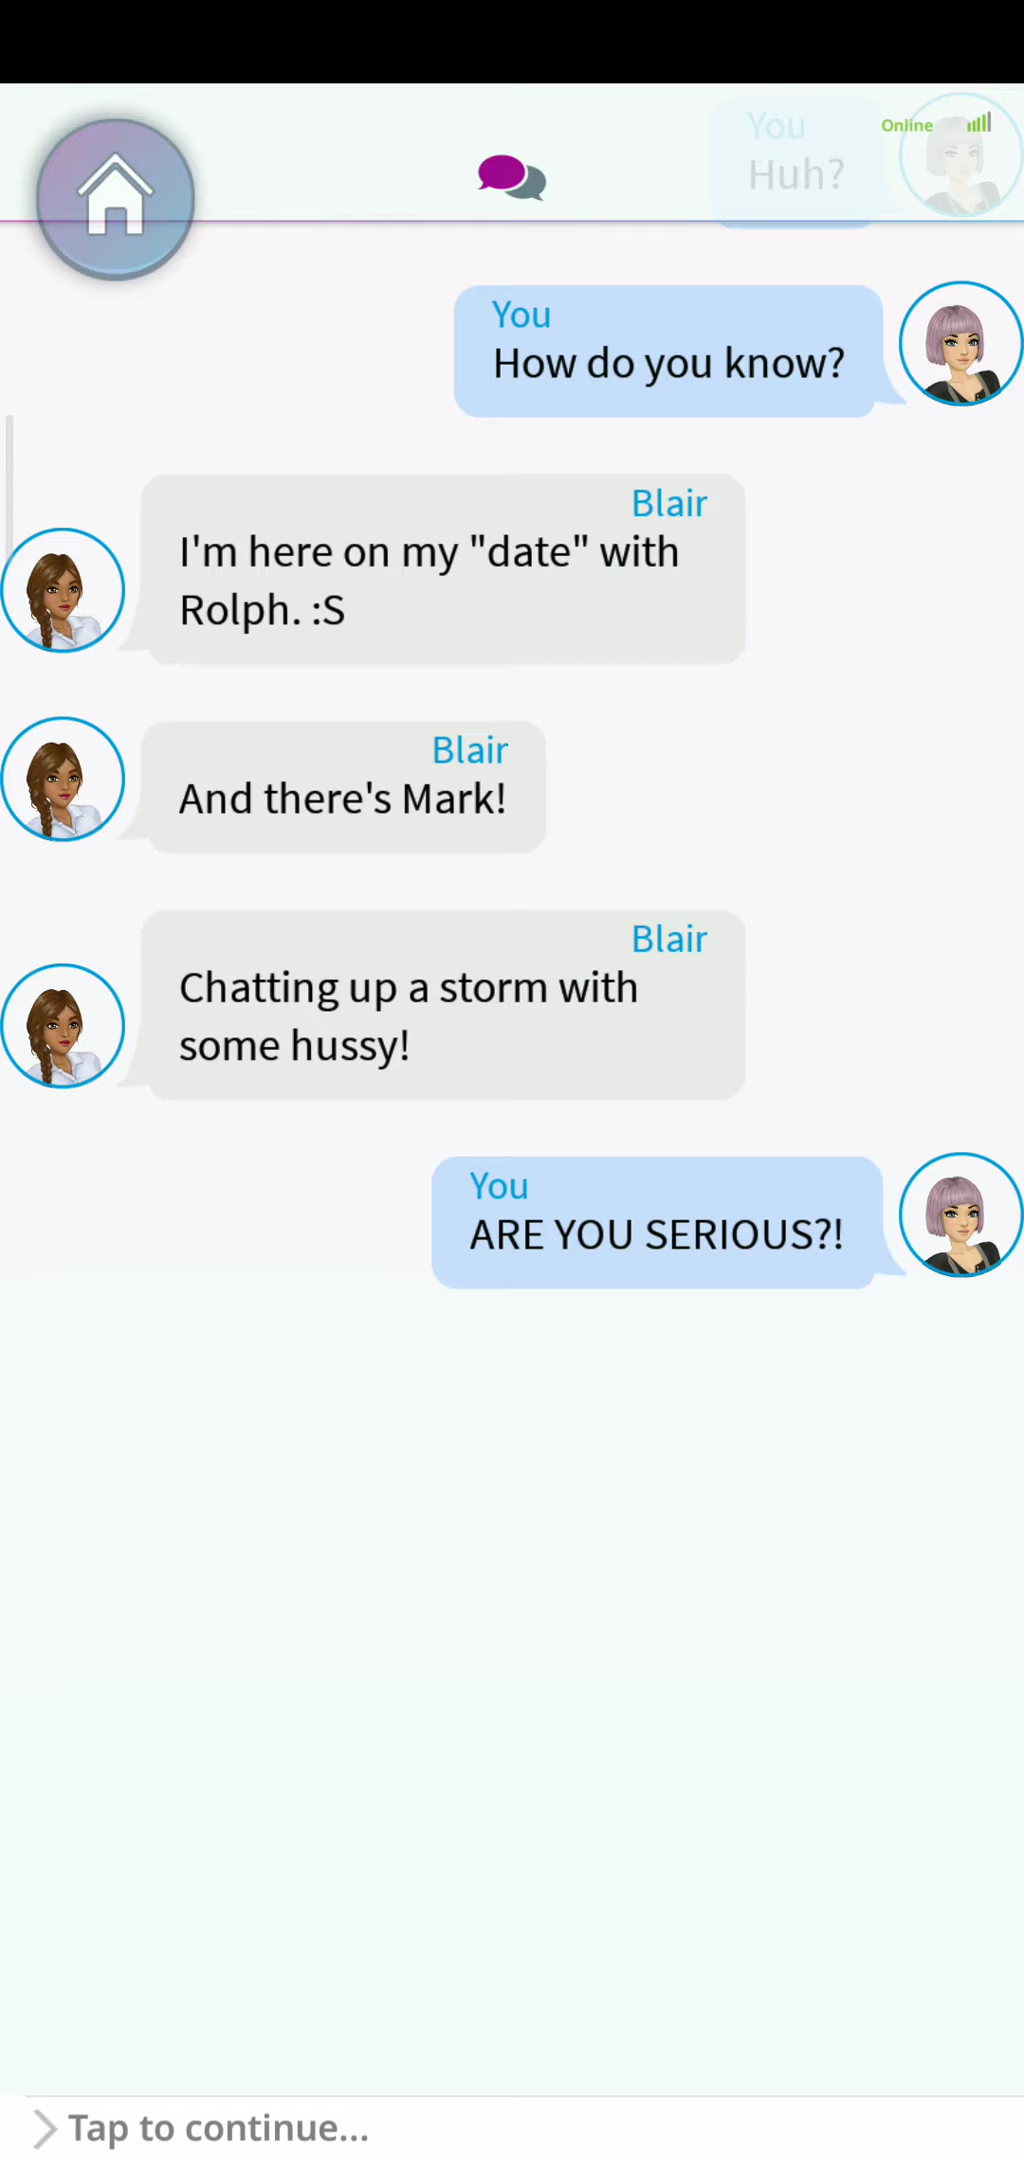 You
Online
Huh?
You
How do you know?
Blair
I'm here on my "date" with
Rolph. :S
Blair
And there's Mark!
Blair
Chatting up a storm with
some hussy!
You
ARE YOU SERIOUS?!
Tap to continue...